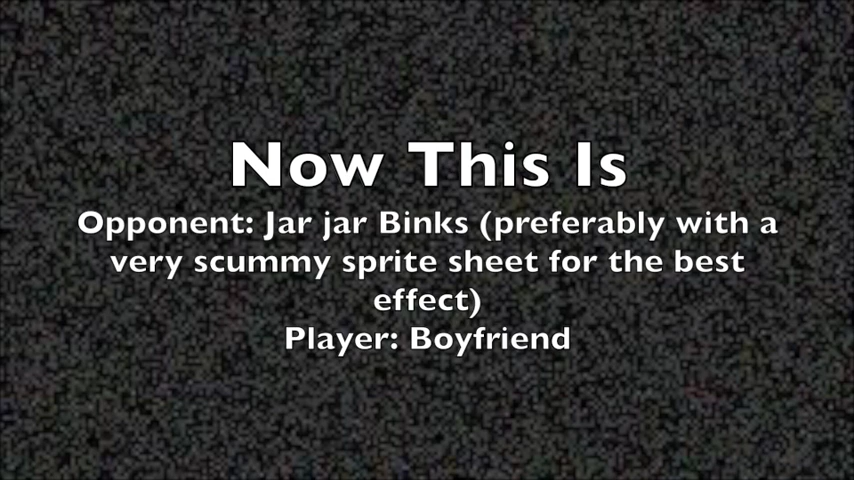 Now This Is
Opponent: Jar jar Binks (preferably with a
very scummy sprite sheet for the best
effect)
Player: Boyfriend